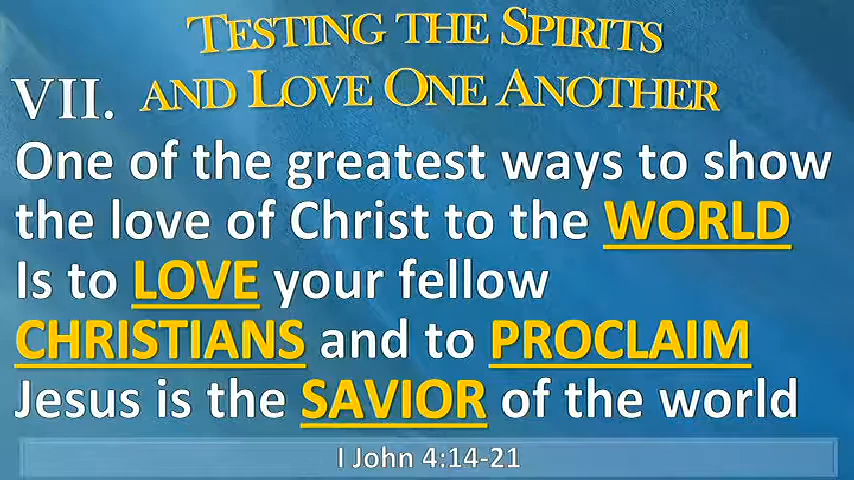 TESTING THE SPIRITS
VII. AND LOVE ONE ANOTHER
One of the greatest ways to show
the love of Christ to the WORLD
Is to LOVE your fellow
CHRISTIANS and to PROCLAIM
Jesus is the SAVIOR of the world
I John 4:14-21